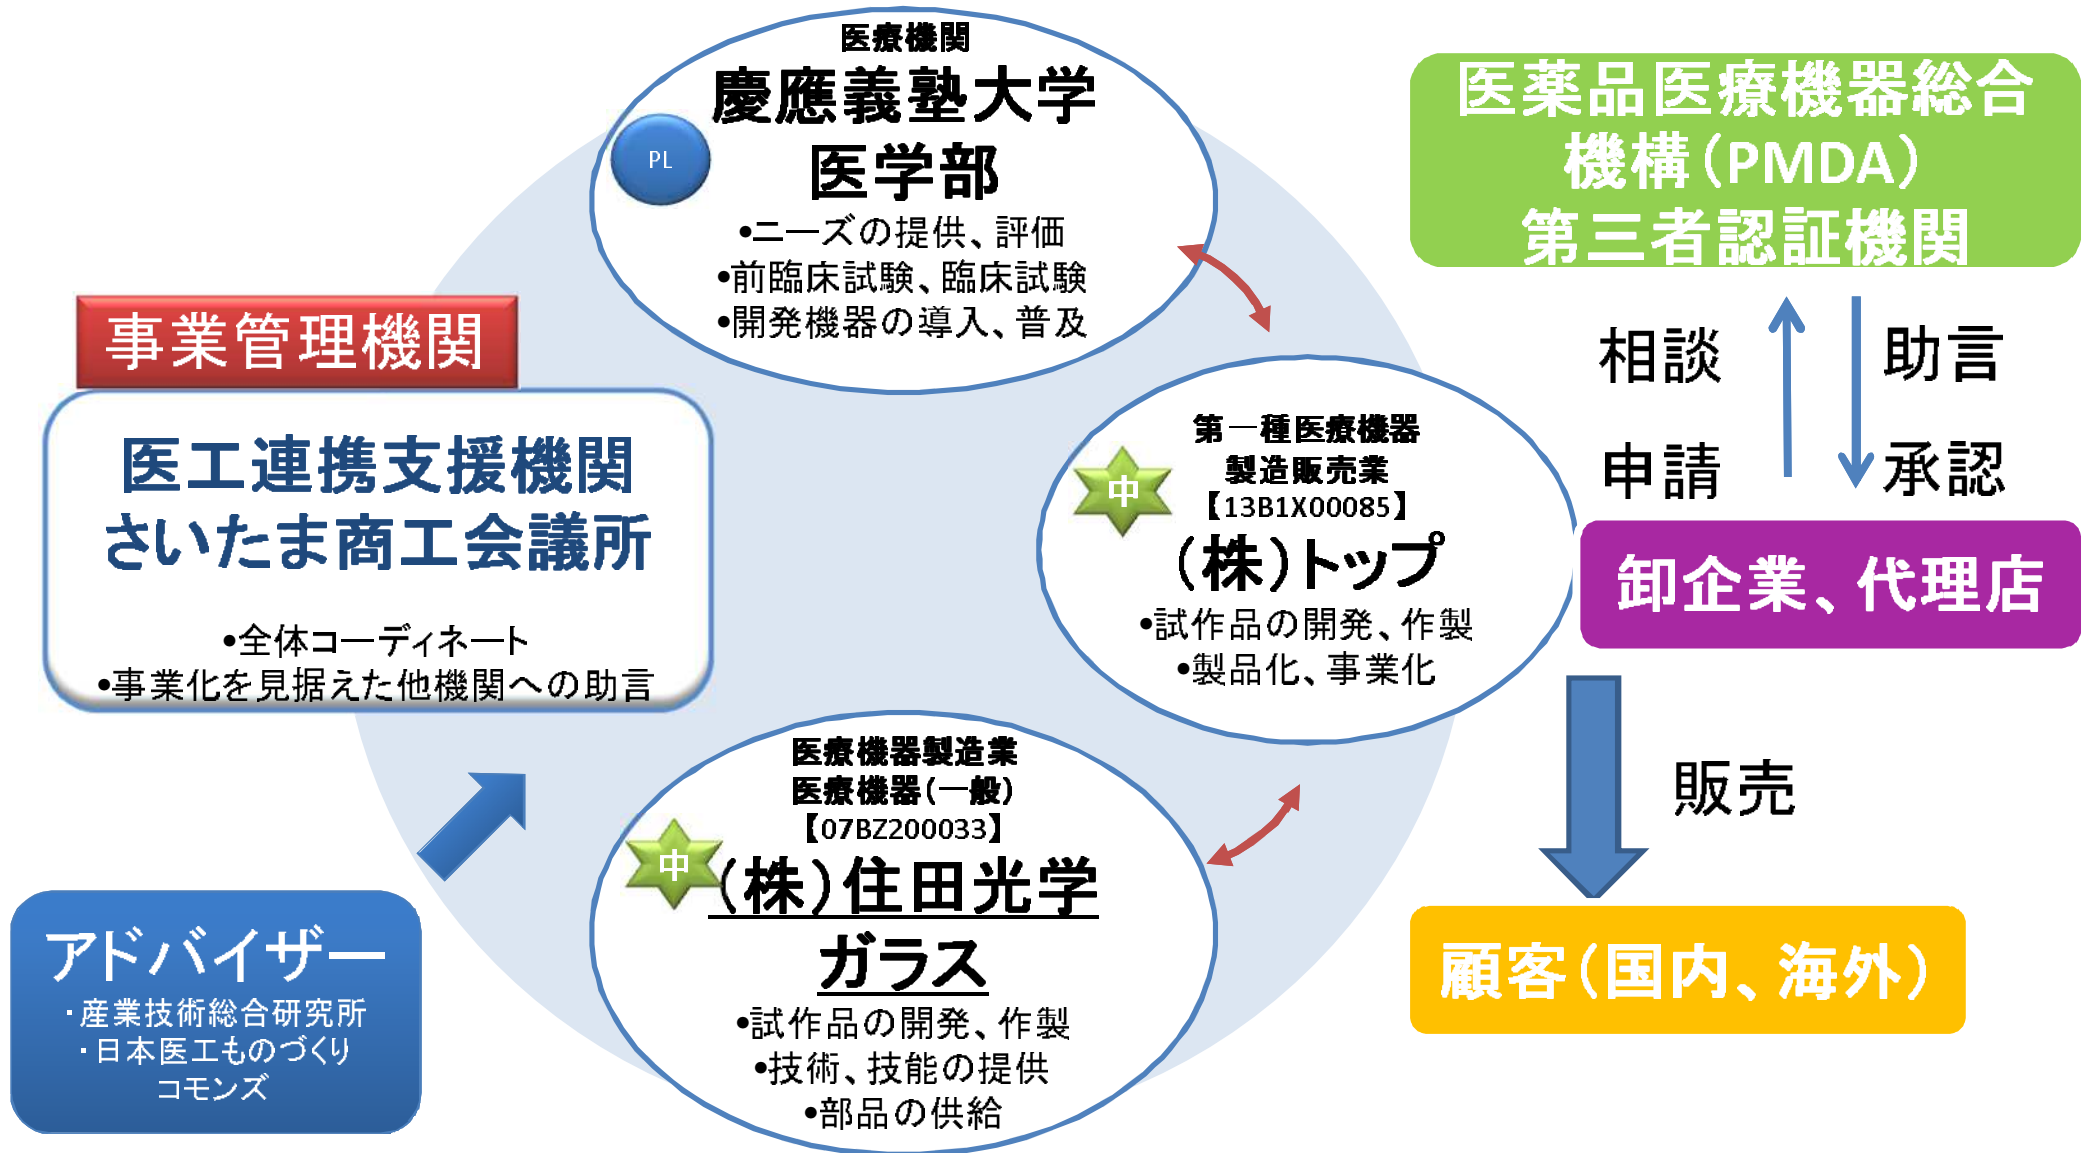 医療機関
慶應義塾大学
医学部
PL
•ニーズの提供、評価
•前臨床試験、臨床試験
•開発機器の導入、普及
事業管理機関
医工連携支援機関
さいたま商工会議所
•全体コーディネート
•事業化を見据えた他機関への助言
第一種医療機器
製造販売業
【13B1X00085】
中
(株)トップ
•試作品の開発、作製
•製品化、事業化
医療機器製造業
医療機器(一般)
【07BZ200033】
中
(株)住田光学
ガラス
•試作品の開発、作製
•技術、技能の提供
•部品の供給
アドバイザー
・産業技術総合研究所
・日本医工ものづくり
コモンズ
医薬品医療機器総合
機構(PMDA)
第三者認証機関
相談
助言
申請
承認
卸企業、代理店
販売
顧客(国内、海外)